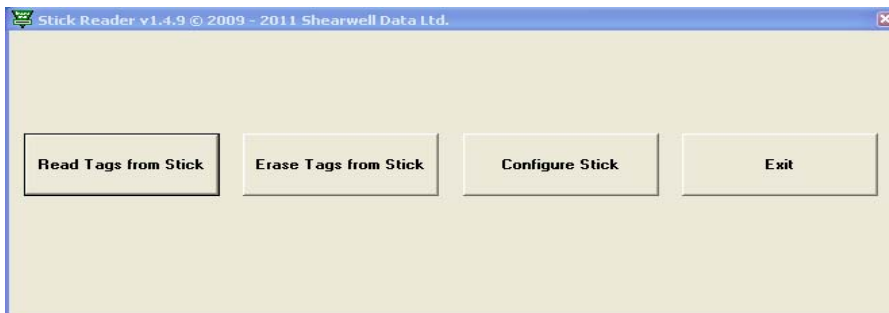 Stick Reader v1.4.9 © 2009 - 2011 Shearwell Data Ltd.
Read Tags from Stick
Erase Tags from Stick
Configure Stick
Exit